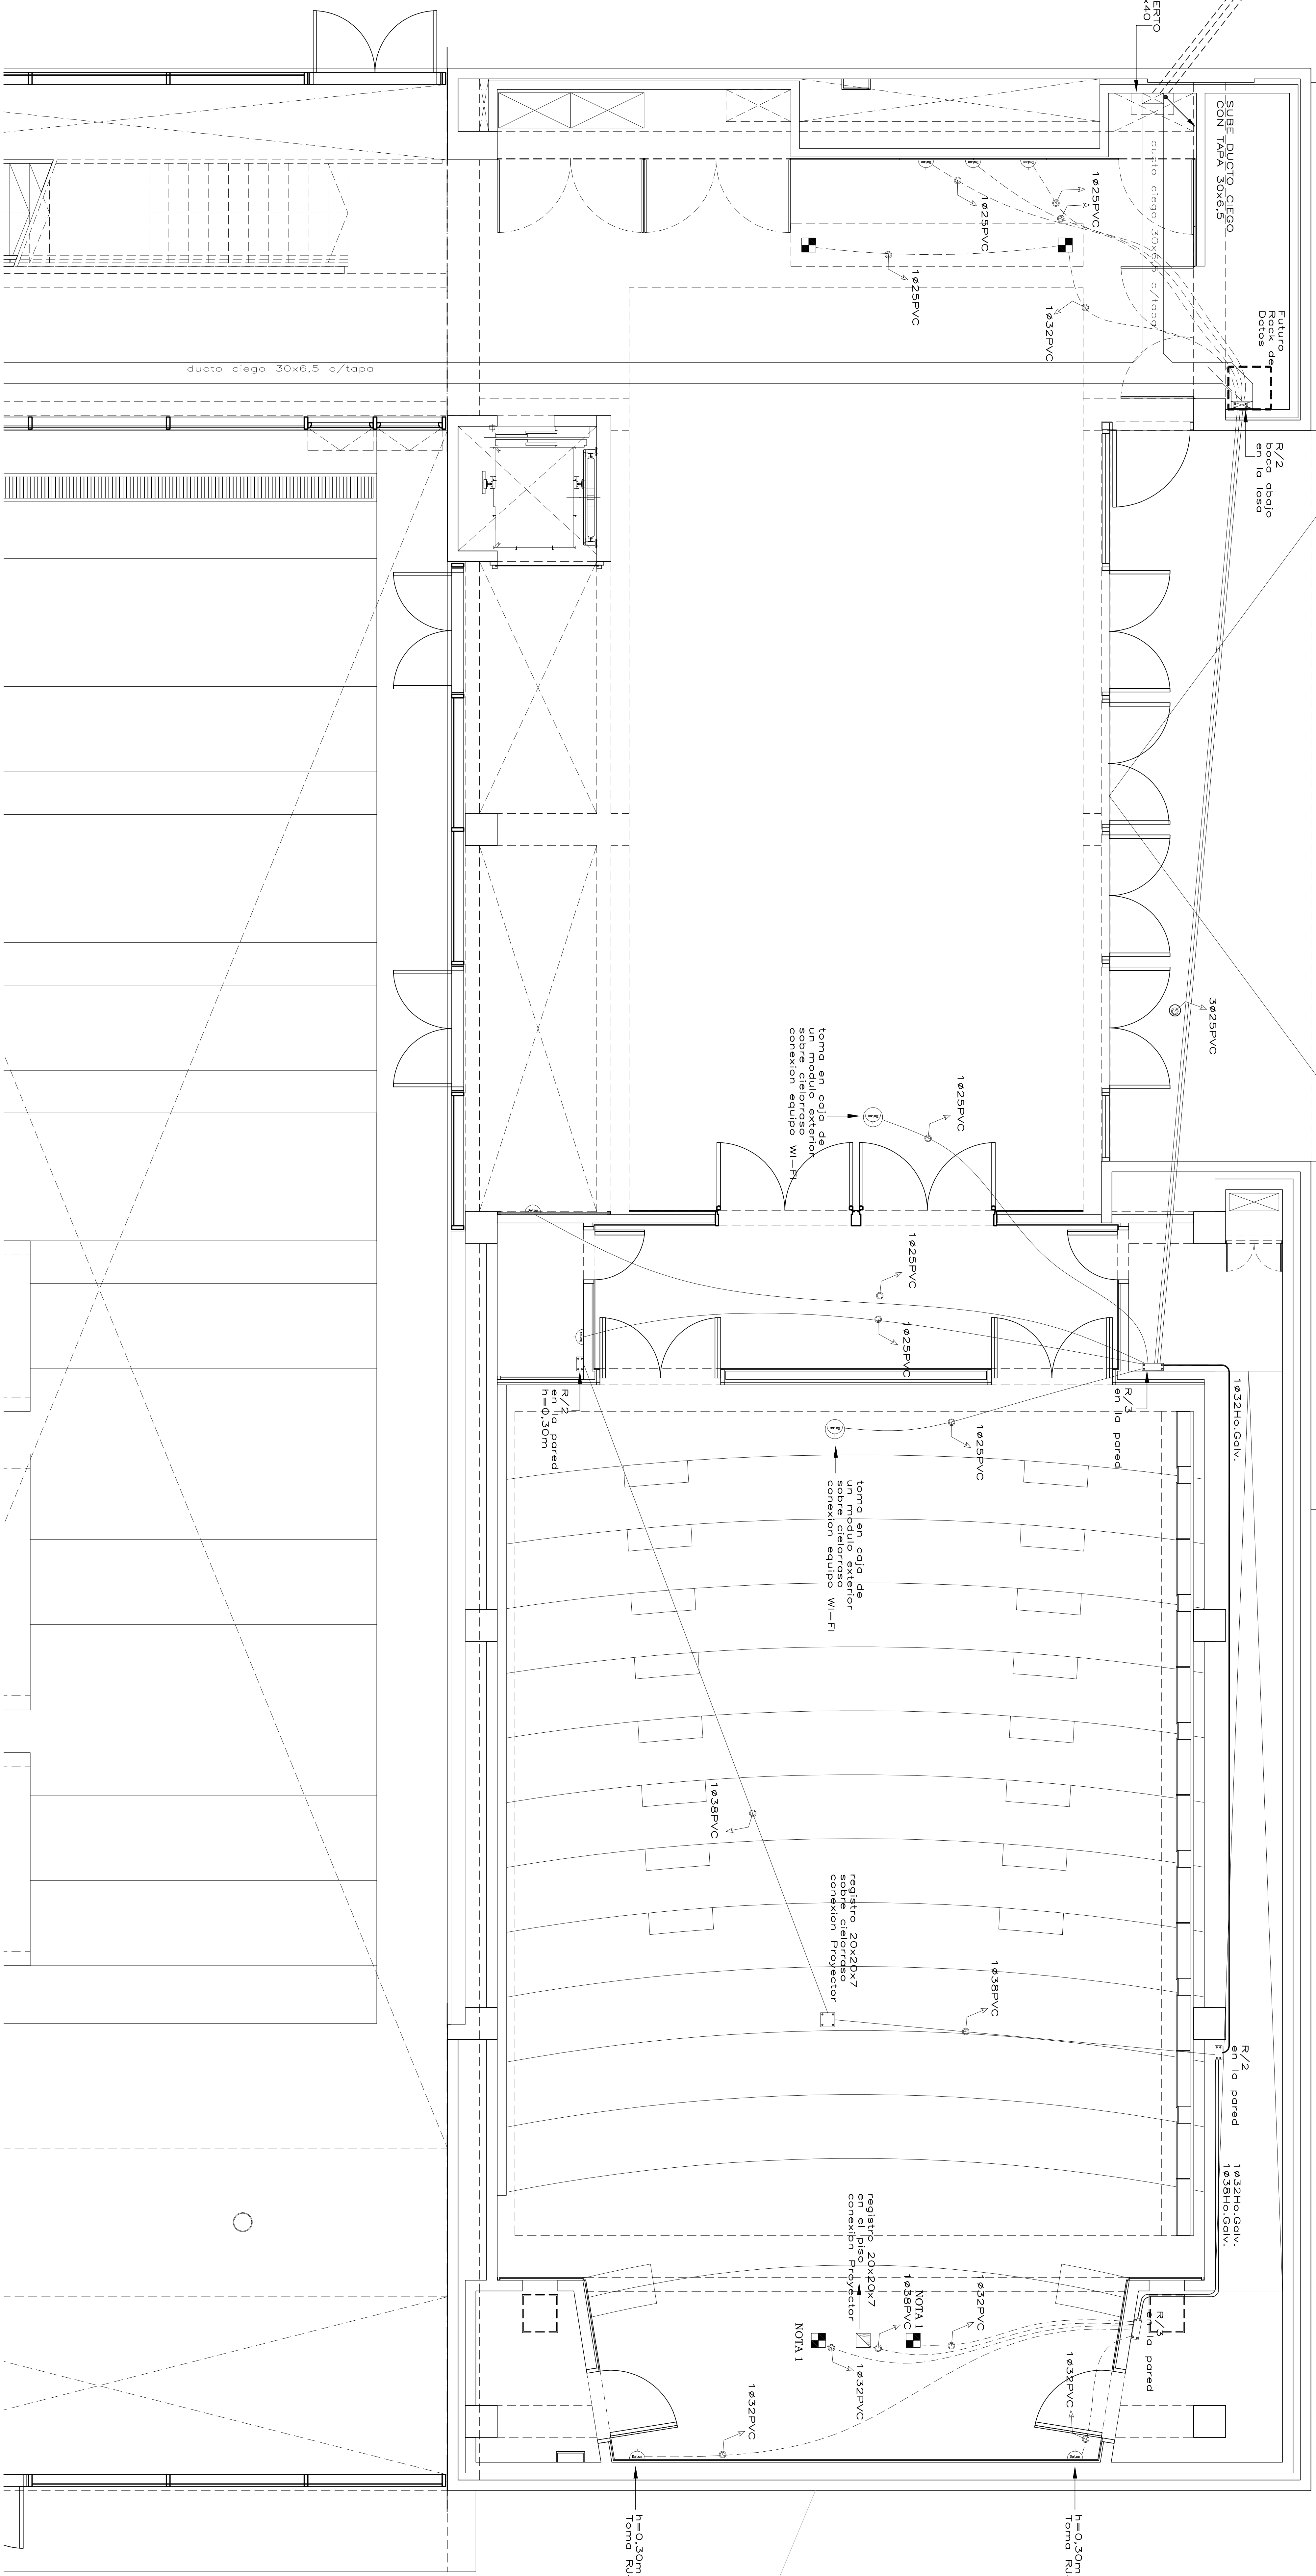 ERTO
x40
SUBE DUCTO CIEGO
CON TAPA 30x6,5
ducto ciego 30x6,5 c/tapa
Futuro
Rack de
Datos
R/2
boca abajo
en la losa
1ø25PVC
1ø25PVC
1ø25PVC
1ø32PVC
ducto ciego 30x6,5 c/tapa
3ø25PVC
toma en caja de
un modulo exterior
sobre cielorraso
conexion equipo WI-FI
1ø25PVC
1ø25PVC
1ø25PVC
1ø25PVC
R/3
en la pared
1ø32Ho.Galv.
R/2
en la pared
h=0,30m
toma en caja de
un modulo exterior
sobre cielorraso
conexion equipo WI-FI
1ø38PVC
registro 20x20x7
sobre cielorraso
conexion Proyector
1ø38PVC
R/2
en la pared
1ø32Ho.Galv.
1ø38Ho.Galv.
registro 20x20x7
en el piso
conexion Proyector
1ø38PVC
NOTA 1
1ø32PVC
NOTA 1
1ø32PVC
R/3
en la pared
1ø32PVC
1ø32PVC
Datos
Datos
h=0,30m
Toma RJ
h=0,30m
Toma RJ